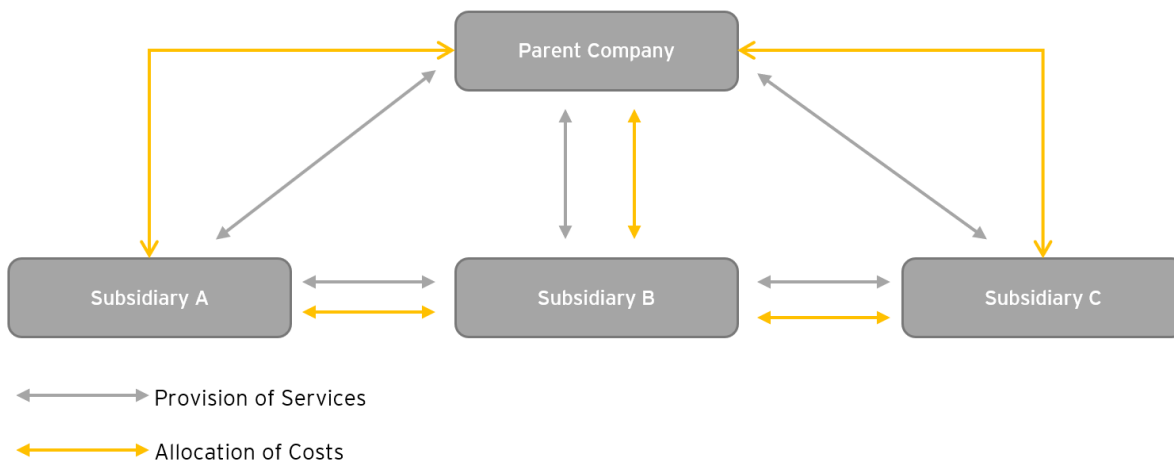 Parent Company
Subsidiary A
Subsidiary B
Subsidiary C
Provision of Services
Allocation of Costs